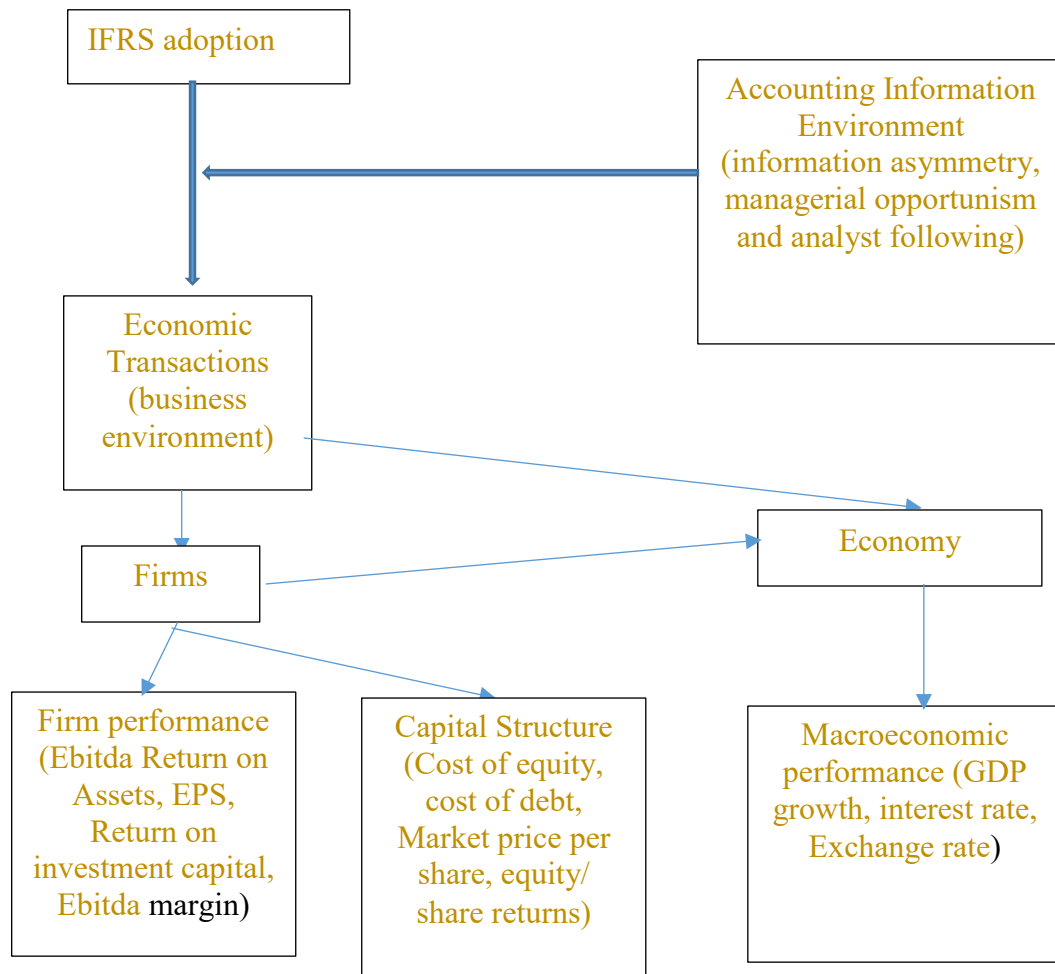 IFRS adoption
Accounting Information
Environment
(information asymmetry,
managerial opportunism
and analyst following)
Economic
Transactions
(business
environment)
Economy
Firms
Firm performance
(Ebitda Return on
Assets, EPS,
Return on
investment capital,
Ebitda margin)
Capital Structure
(Cost of equity,
cost of debt,
Market price per
share, equity/
share returns)
Macroeconomic
performance (GDP
growth, interest rate,
Exchange rate)